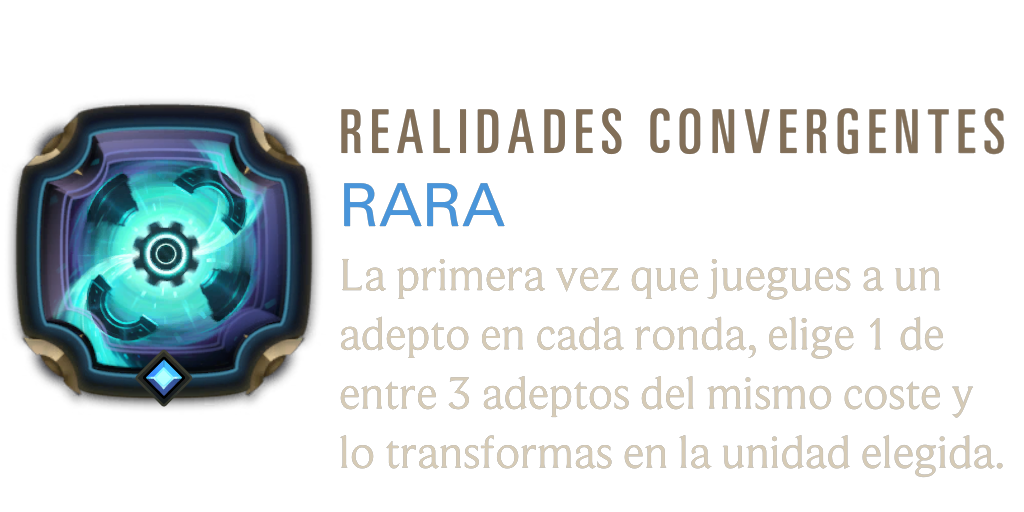 REALIDADES CONVERGENTES
RARA
La primera vez que juegues a un
adepto en cada ronda, elige 1 de
entre 3 adeptos del mismo coste y
lo transformas en la unidad elegida.